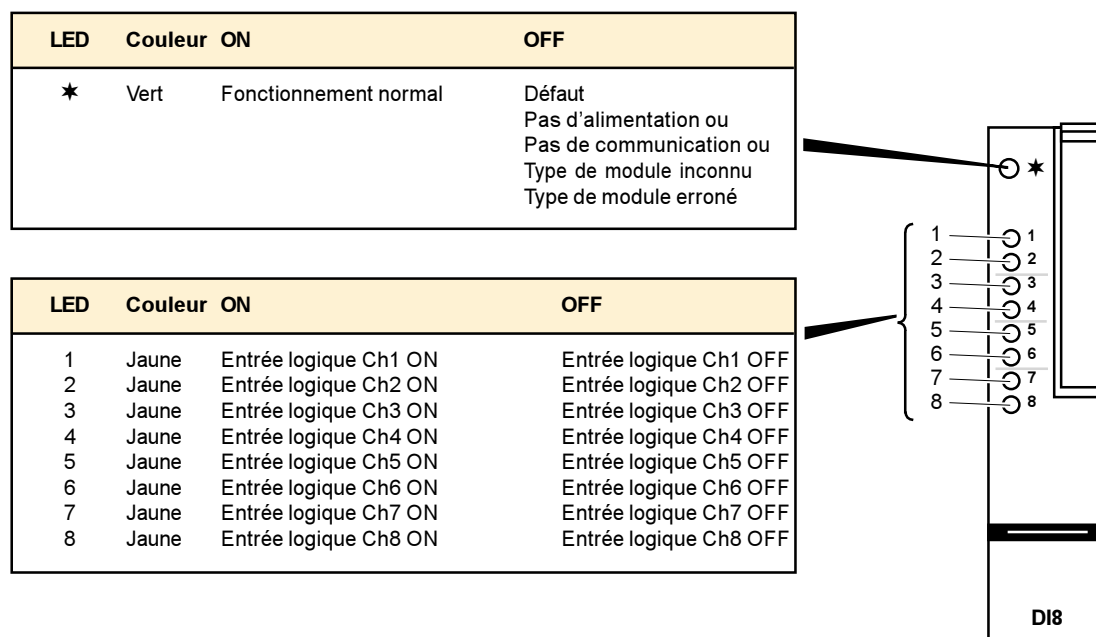 LED Couleur ON OFF
✶ Vert Fonctionnement normal Défaut
Pas d'alimentation ou
Pas de communication ou
Type de module inconnu
Type de module erroné
✶
1 1
2 2
3 3
4 4
5 5
6 6
7 7
8 8
LED Couleur ON OFF
1 Jaune Entrée logique Ch1 ON Entrée logique Ch1 OFF
2 Jaune Entrée logique Ch2 ON Entrée logique Ch2 OFF
3 Jaune Entrée logique Ch3 ON Entrée logique Ch3 OFF
4 Jaune Entrée logique Ch4 ON Entrée logique Ch4 OFF
5 Jaune Entrée logique Ch5 ON Entrée logique Ch5 OFF
6 Jaune Entrée logique Ch6 ON Entrée logique Ch6 OFF
7 Jaune Entrée logique Ch7 ON Entrée logique Ch7 OFF
8 Jaune Entrée logique Ch8 ON Entrée logique Ch8 OFF
DI8